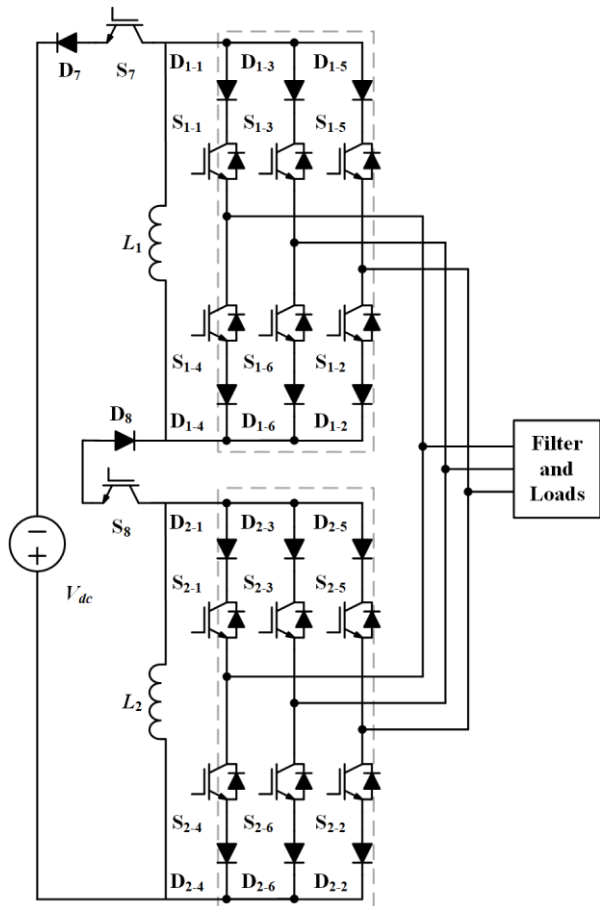 D7 S7 D1-1 D1-3 D1-5
S1-1 S1-3 S1-5
L1
S1-4 S1-6 S1-2
D8 D1-4 D1-6 D1-2
S8
D2-1 D2-3 D2-5
Filter
and
Loads
− +
Vdc
S2-1 S2-3 S2-5
L2
S2-4 S2-6 S2-2
D2-4 D2-6 D2-2